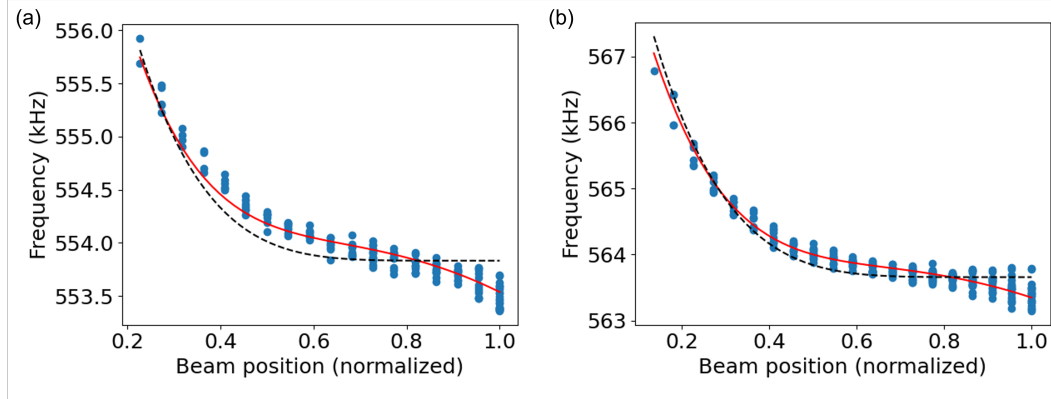 (a)
556.0
555.5
555.0
554.5
554.0
553.5
Frequency (kHz)
0.2 0.4 0.6 0.8 1.0
Beam position (normalized)
(b)
567
566
565
564
563
Frequency (kHz)
0.2 0.4 0.6 0.8 1.0
Beam position (normalized)